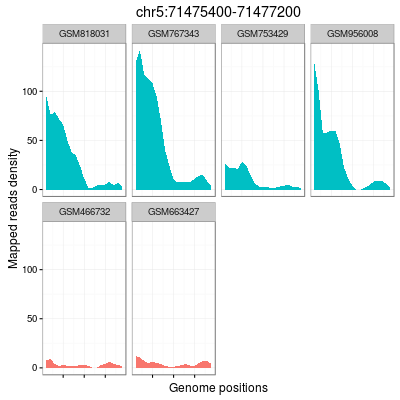 chr5:71475400-71477200
GSM818031 GSM767343 GSM753429 GSM956008
100
50
0
GSM466732 GSM663427
100
50
0
Mapped reads density
Genome positions